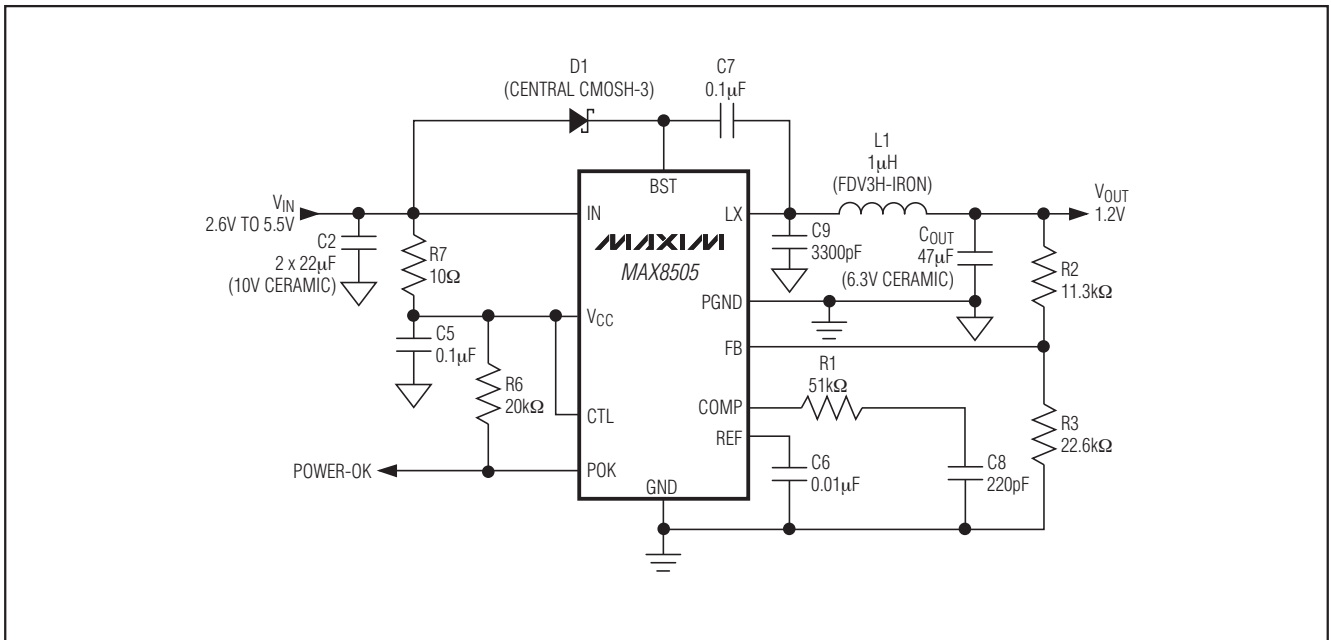 D1
(CENTRAL CMOSH-3)
C7
0.1μF
L1
1μH
(FDV3H-IRON)
VIN
2.6V TO 5.5V
C2
2 x 22μF
(10V CERAMIC)
R7
10Ω
C5
0.1μF
R6
20kΩ
POWER-OK
BST
IN
LX
MAXIM
MAX8505
PGND
VCC
FB
CTL
COMP
REF
POK
GND
C9
3300pF
COUT
47μF
(6.3V CERAMIC)
VOUT
1.2V
R2
11.3kΩ
R1
51kΩ
R3
22.6kΩ
C6
0.01μF
C8
220pF